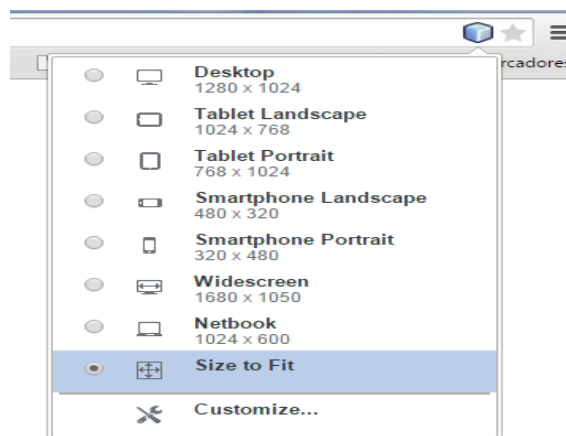 rcadores
Desktop
1280 x 1024
Tablet Landscape
1024 x 768
Tablet Portrait
768 x 1024
Smartphone Landscape
480 x 320
Smartphone Portrait
320 x 480
Widescreen
1680 x 1050
Netbook
1024 x 600
Size to Fit
Customize...